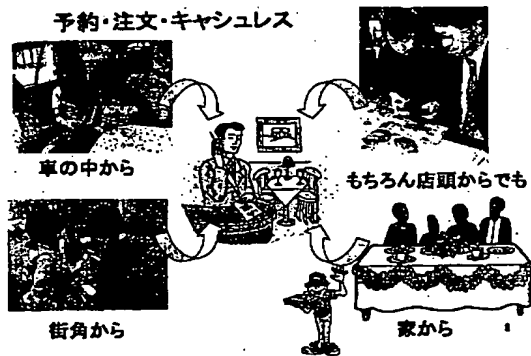 予約・注文・キャシュレス
車の中から
もちろん店頭からでも
街角から
家から